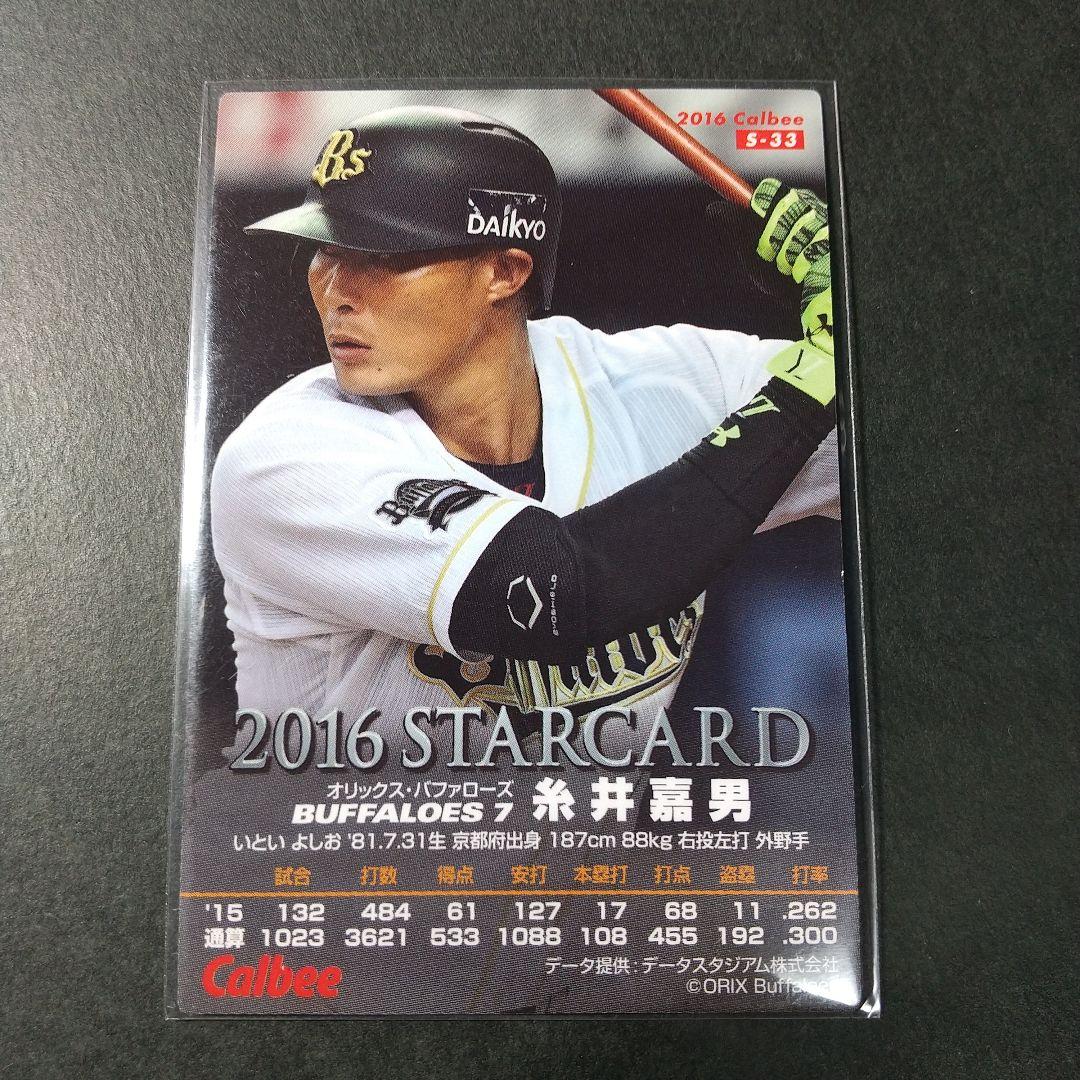 2016 Calbee
S-33
Bs
DAIKYO
2016 STARCARD
オリックス・バファローズ
BUFFALOES 7 糸井嘉男
いとい よしお '81.7.31生 京都府出身 187cm 88kg 右投左打 外野手
試合 打数 得点 安打 本塁打 打点 盗塁 打率
'15 132 484 61 127 17 68 11 .262
通算 1023 3621 533 1088 108 455 192 .300
Calbee
データ提供:データスタジアム株式会社
©ORIX Buffaloes